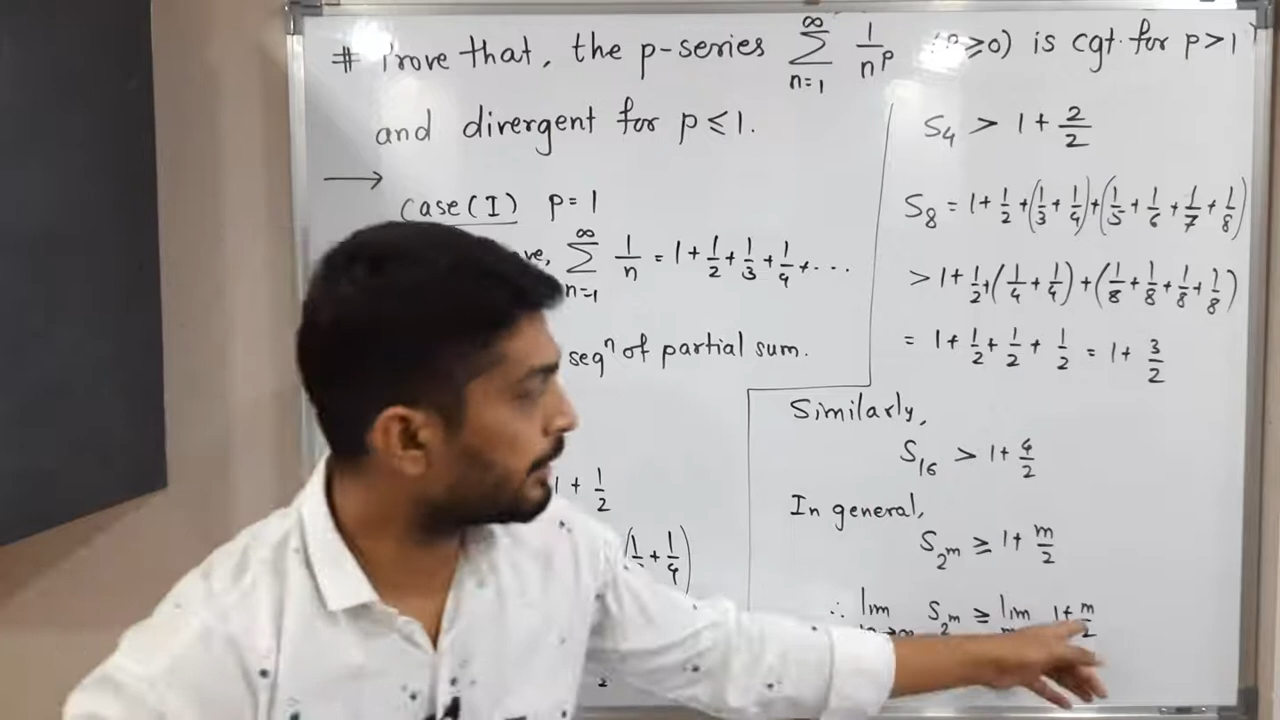 # Prove that, the p-series ∞∑n=1 1/n^p (p≥0) is cgt. for p>1
and divergent for p≤1.
→
Case(I) p=1
∞∑n=1 1/n = 1+1/2+1/3+1/4+...
seqⁿ of partial sum.
1+1/2
+1/4)
S4 > 1+2/2
S8 = 1+1/2+(1/3+1/4)+(1/5+1/6+1/7+1/8)
> 1+1/2+(1/4+1/4)+(1/8+1/8+1/8+1/8)
= 1+1/2+1/2+1/2 = 1+3/2
Similarly,
S16 > 1+4/2
In general,
S2^m ≥ 1+m/2
∴ lim S2^m ≥ lim 1+m/2